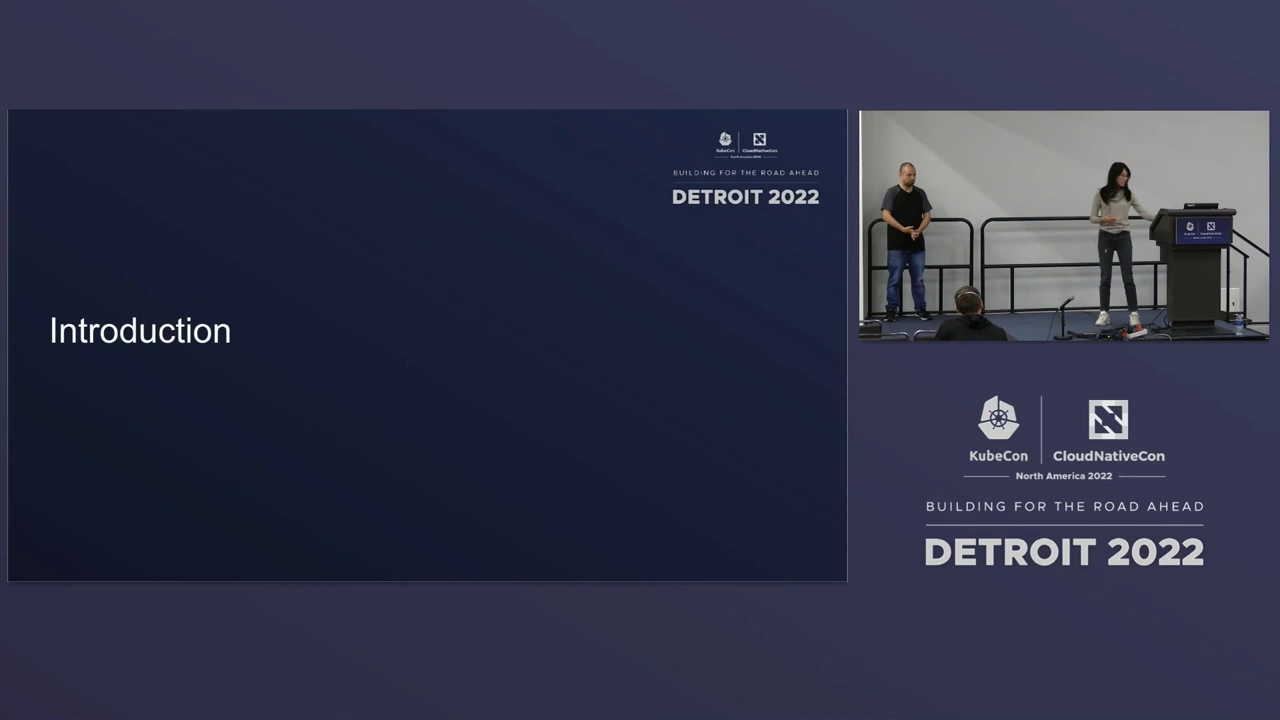 KubeCon
CloudNativeCon
BUILDING FOR THE ROAD AHEAD
DETROIT 2022
Introduction
KubeCon
CloudNativeCon
North America 2022
BUILDING FOR THE ROAD AHEAD
DETROIT 2022